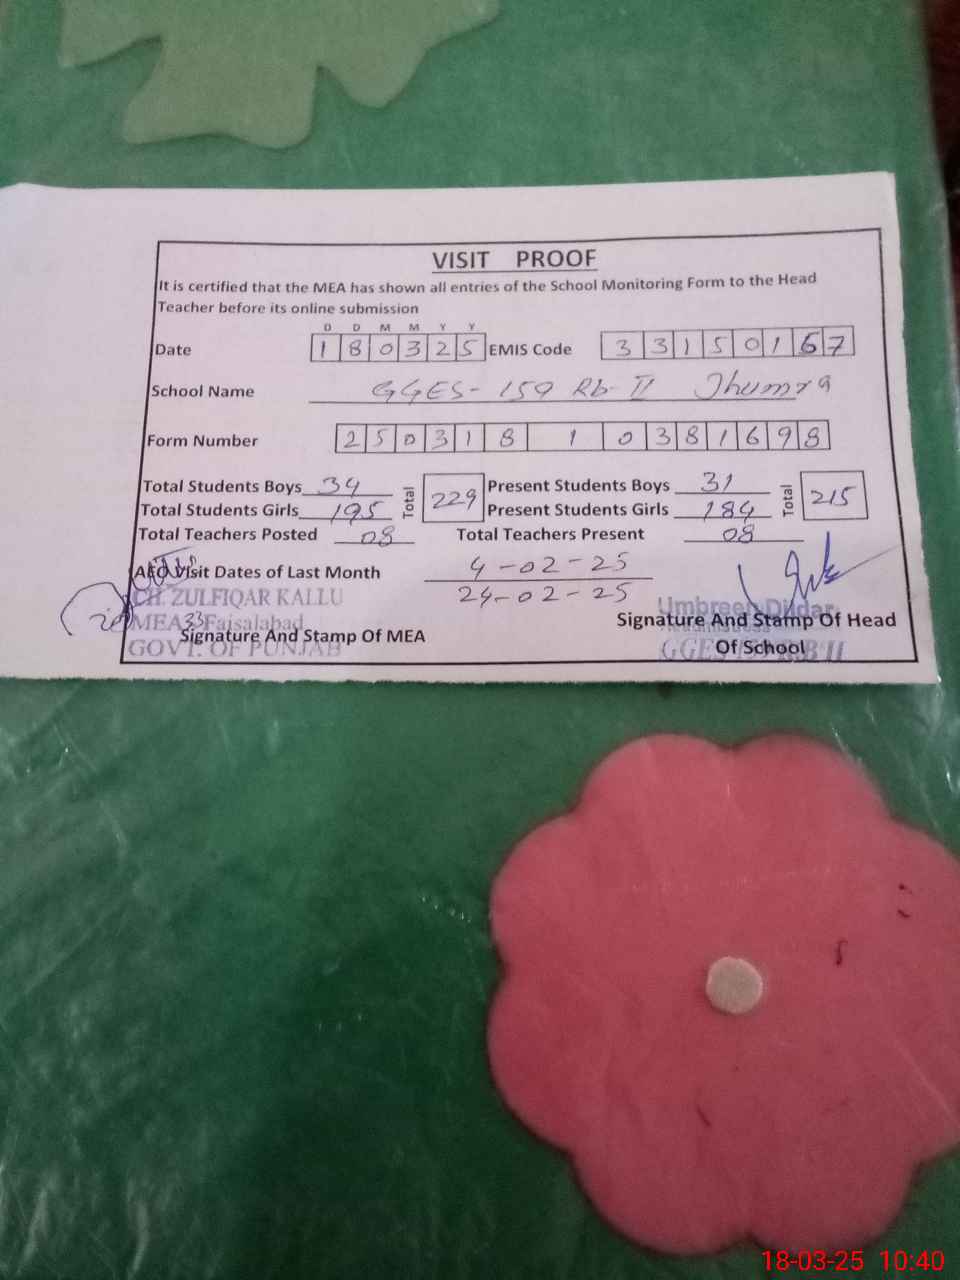 VISIT PROOF
It is certified that the MEA has shown all entries of the School Monitoring Form to the Head
Teacher before its online submission
D D M M Y Y
Date 1 8 0 3 2 5 EMIS Code 3 3 1 5 0 1 6 7
School Name GGES - 159 Rb II Jhumra
Form Number 2 5 0 3 1 8 1 0 3 8 1 6 9 8
Total Students Boys 34 Total 229 Present Students Boys 31 Total 215
Total Students Girls 195 Present Students Girls 184
Total Teachers Posted 08 Total Teachers Present 08
AEO Visit Dates of Last Month 4-02-25
24-02-25
CH. ZULFIQAR KALLU
MEA 33 Faisalabad
GOVT. OF PUNJAB
Signature And Stamp Of MEA
Umbreen Dildar
Signature And Stamp Of Head
Of School
GGES 159 R.B II
18-03-25 10:40